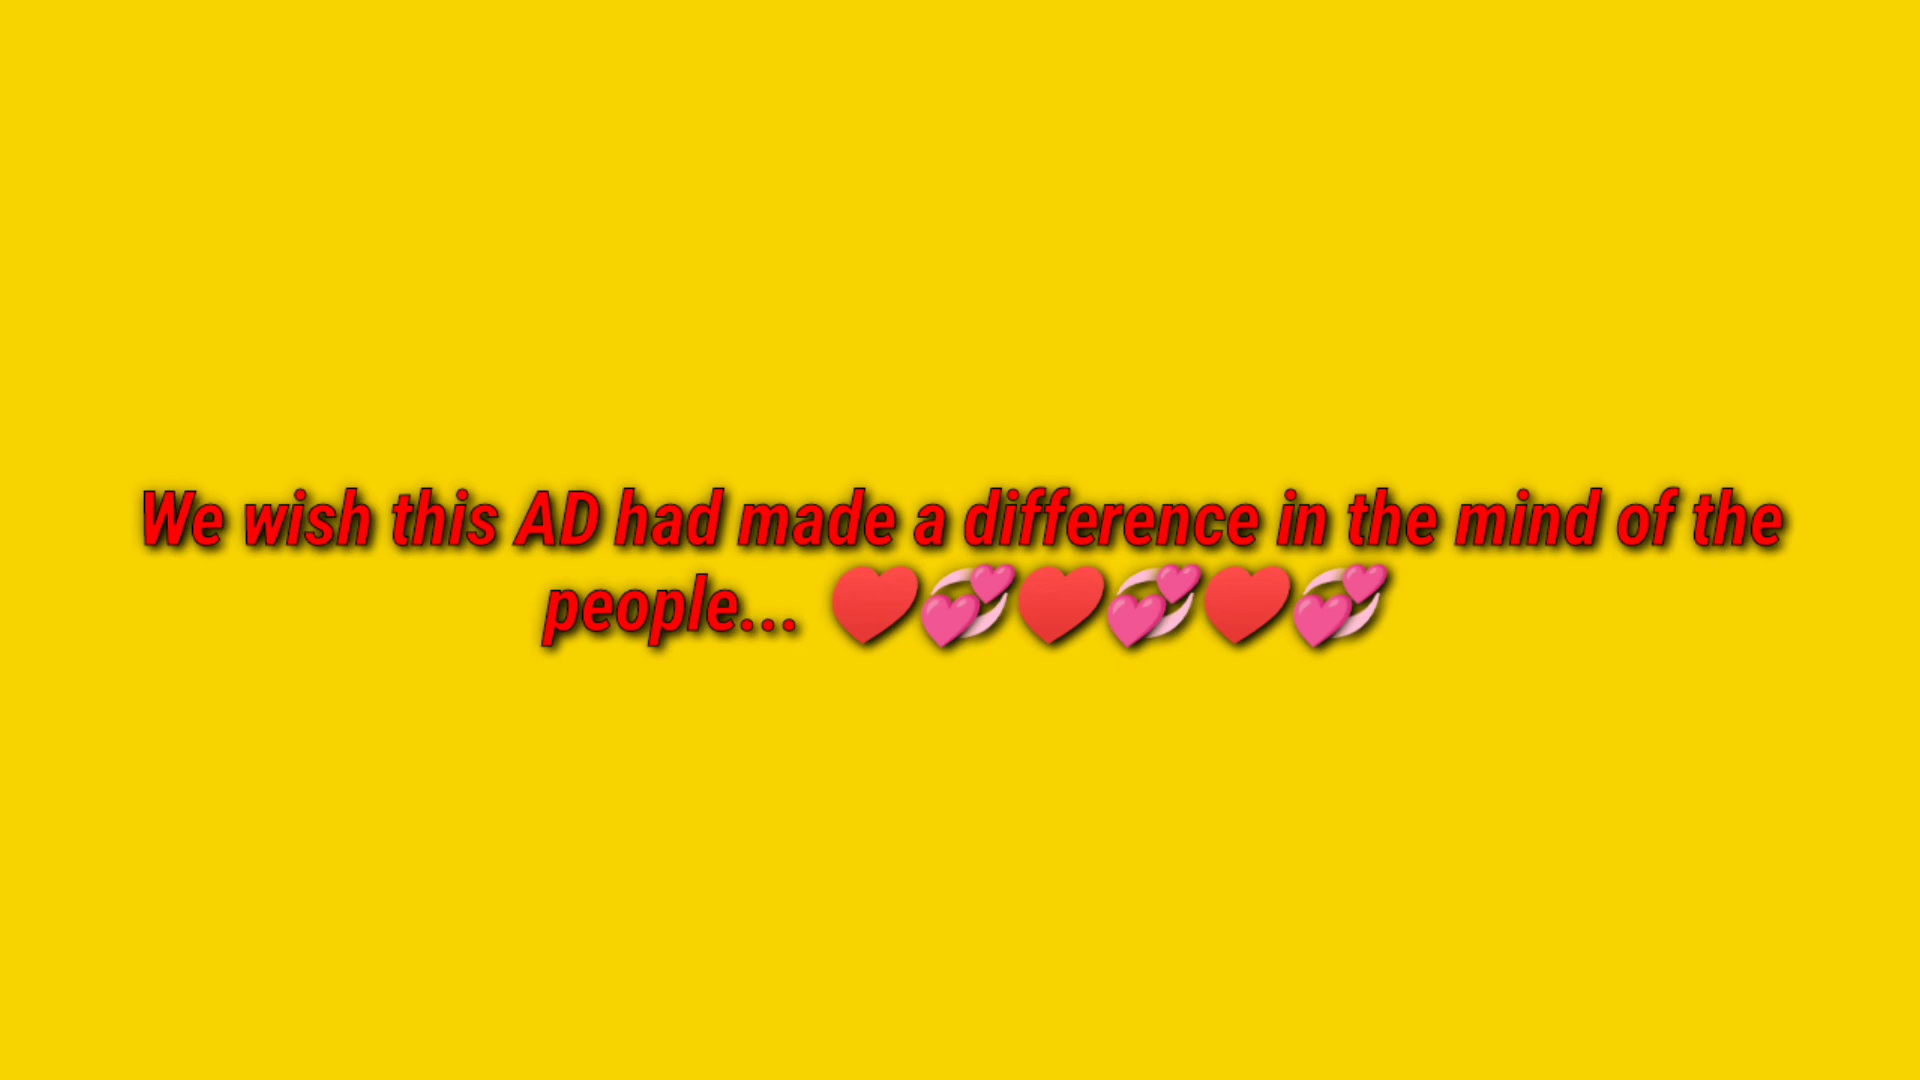 We wish this AD had made a difference in the mind of the
people... ♥️💞♥️💞♥️💞